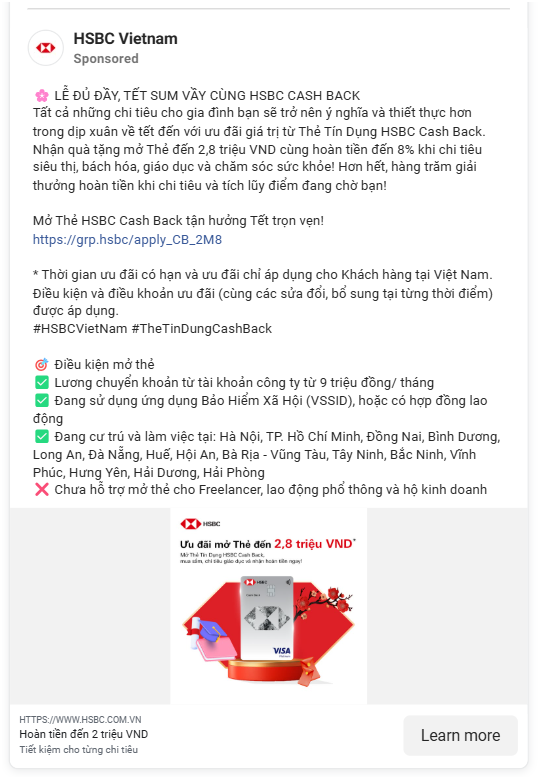 HSBC Vietnam
Sponsored
🌸 LỄ ĐỦ ĐẦY, TẾT SUM VẦY CÙNG HSBC CASH BACK
Tất cả những chi tiêu cho gia đình bạn sẽ trở nên ý nghĩa và thiết thực hơn
trong dịp xuân về tết đến với ưu đãi giá trị từ Thẻ Tín Dụng HSBC Cash Back.
Nhận quà tặng mở Thẻ đến 2,8 triệu VND cùng hoàn tiền đến 8% khi chi tiêu
siêu thị, bách hóa, giáo dục và chăm sóc sức khỏe! Hơn hết, hàng trăm giải
thưởng hoàn tiền khi chi tiêu và tích lũy điểm đang chờ bạn!
Mở Thẻ HSBC Cash Back tận hưởng Tết trọn vẹn!
https://grp.hsbc/apply_CB_2M8
* Thời gian ưu đãi có hạn và ưu đãi chỉ áp dụng cho Khách hàng tại Việt Nam.
Điều kiện và điều khoản ưu đãi (cùng các sửa đổi, bổ sung tại từng thời điểm)
được áp dụng.
#HSBCVietNam #TheTinDungCashBack
🎯 Điều kiện mở thẻ
✅ Lương chuyển khoản từ tài khoản công ty từ 9 triệu đồng/ tháng
✅ Đang sử dụng ứng dụng Bảo Hiểm Xã Hội (VSSID), hoặc có hợp đồng lao
động
✅ Đang cư trú và làm việc tại: Hà Nội, TP. Hồ Chí Minh, Đồng Nai, Bình Dương,
Long An, Đà Nẵng, Huế, Hội An, Bà Rịa - Vũng Tàu, Tây Ninh, Bắc Ninh, Vĩnh
Phúc, Hưng Yên, Hải Dương, Hải Phòng
❌ Chưa hỗ trợ mở thẻ cho Freelancer, lao động phổ thông và hộ kinh doanh
HSBC
Ưu đãi mở Thẻ đến 2,8 triệu VND*
Mở Thẻ Tín Dụng HSBC Cash Back,
mua sắm, chi tiêu giáo dục và nhận hoàn tiền ngay!
HSBC
VISA
HTTPS://WWW.HSBC.COM.VN
Hoàn tiền đến 2 triệu VND
Tiết kiệm cho từng chi tiêu
Learn more